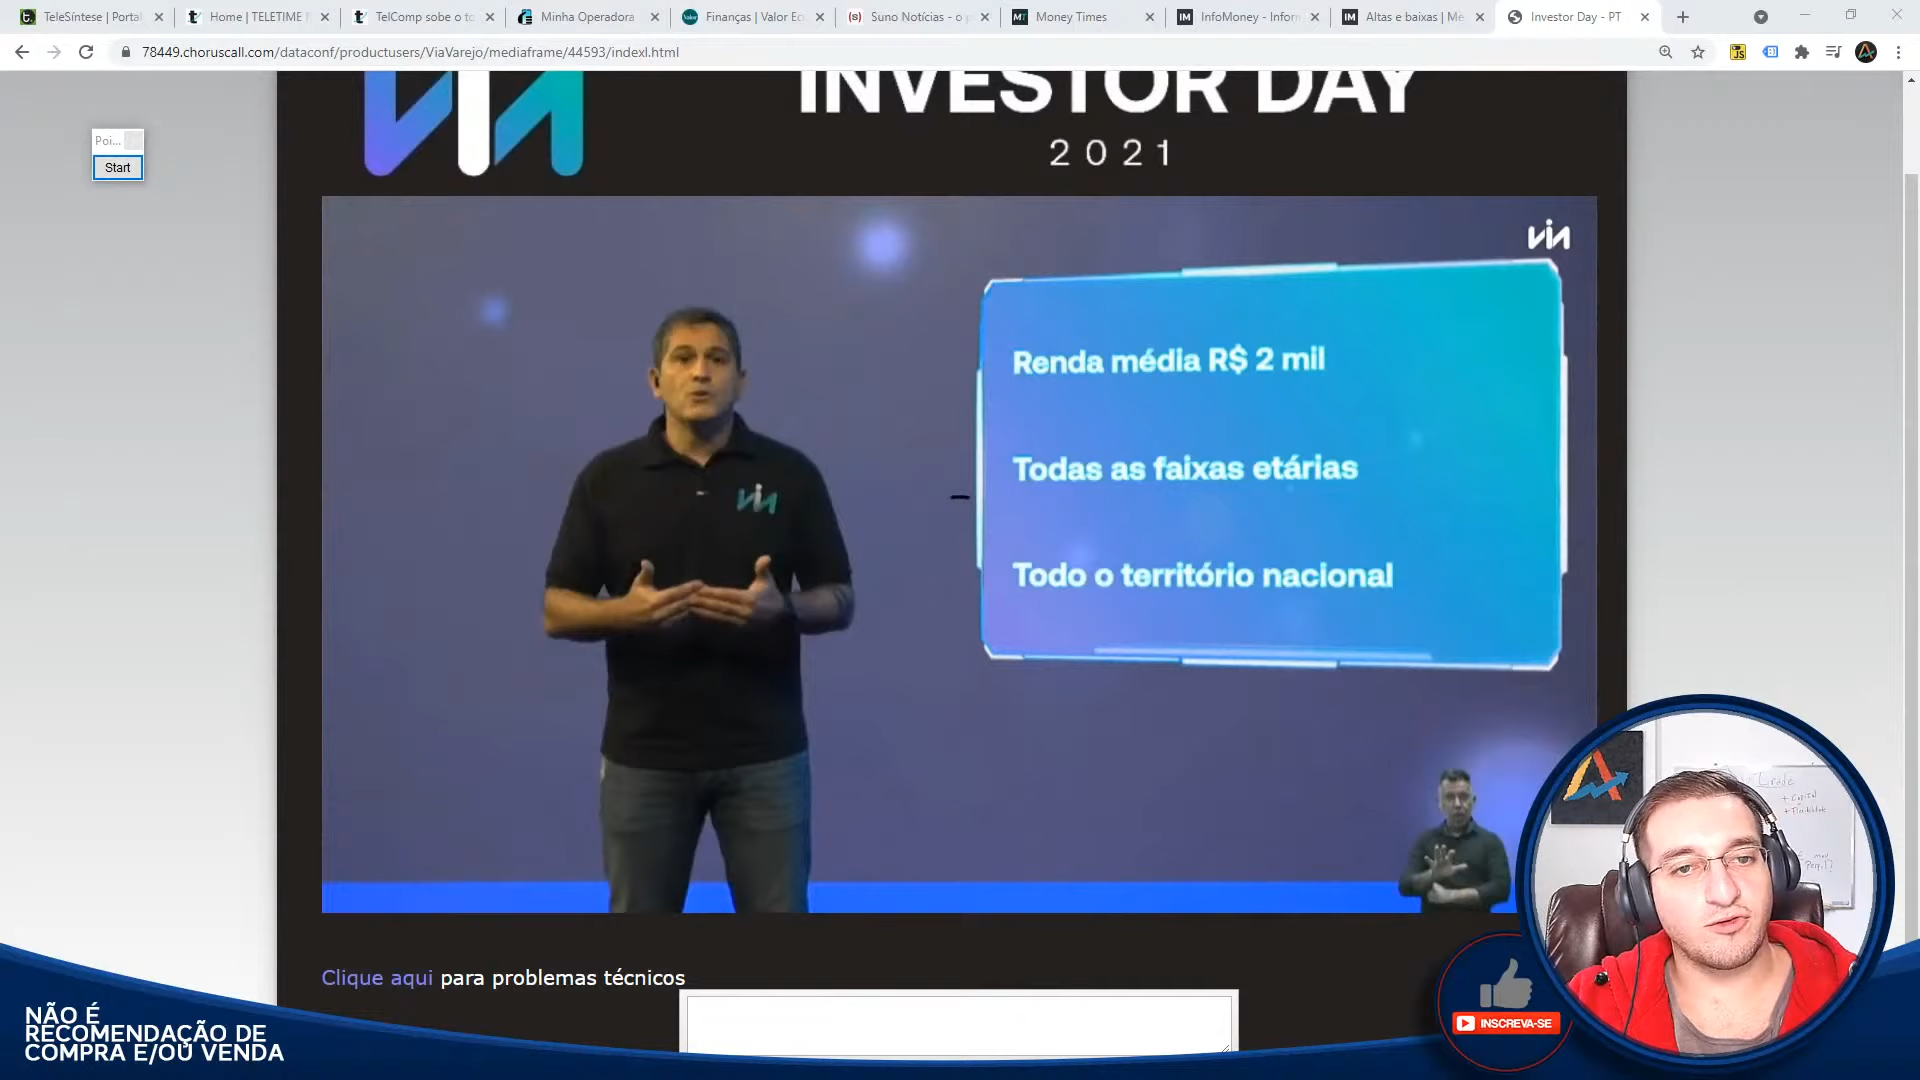 TeleSíntese | Portal
Home | TELETIME N
TelComp sobe o to
Minha Operadora
Finanças | Valor Ec
Suno Notícias - o p
Money Times
InfoMoney - Inform
Altas e baixas | Me
Investor Day - PT
78449.choruscall.com/dataconf/productusers/ViaVarejo/mediaframe/44593/indexl.html
via
INVESTOR DAY
2021
Poi...
Start
via
Renda média R$ 2 mil
Todas as faixas etárias
Todo o território nacional
via
Clique aqui para problemas técnicos
NÃO É
RECOMENDAÇÃO DE
COMPRA E/OU VENDA
INSCREVA-SE